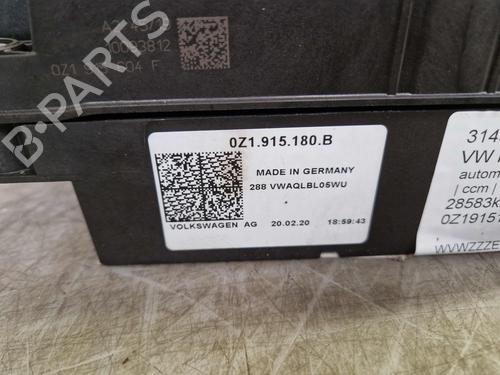 0Z1.915.180.B
MADE IN GERMANY
288 VWAQLBL05WU
VOLKSWAGEN AG 20.02.20 18:59:43
314
VW
autom
| ccm |
28583k
0Z19151
WVWZZZE
B-PARTS